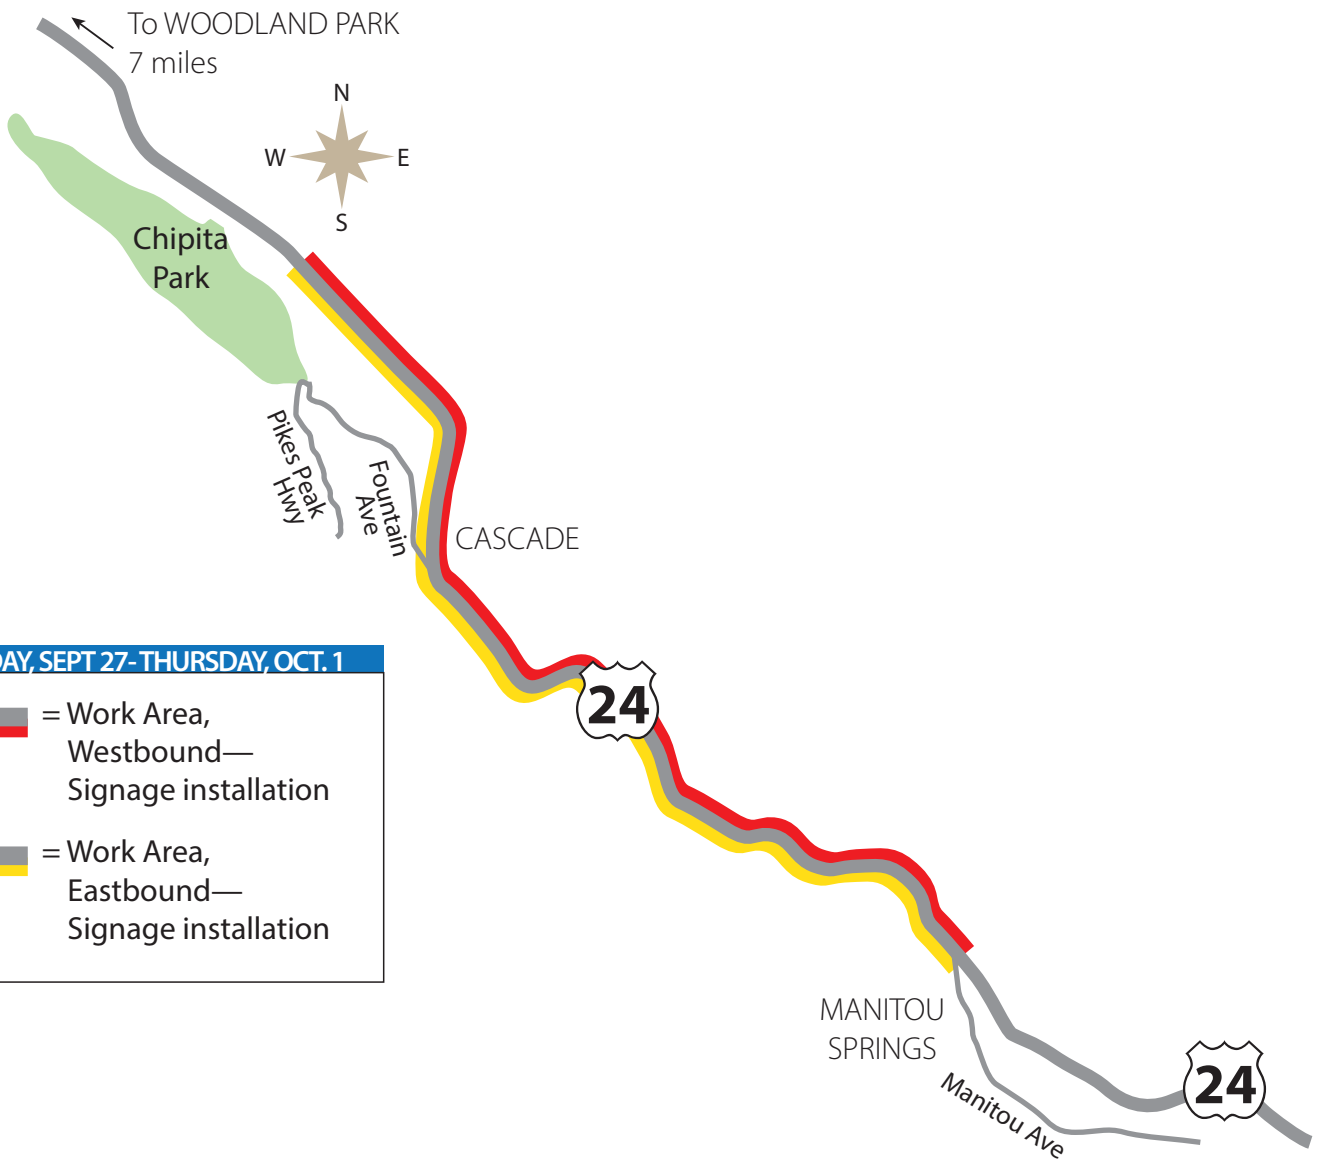 To WOODLAND PARK
7 miles
N
W
E
S
Chipita
Park
Pikes Peak
Hwy
Fountain
Ave
CASCADE
DAY, SEPT 27- THURSDAY, OCT. 1
= Work Area,
Westbound—
Signage installation
= Work Area,
Eastbound—
Signage installation
24
MANITOU
SPRINGS
Manitou Ave
24